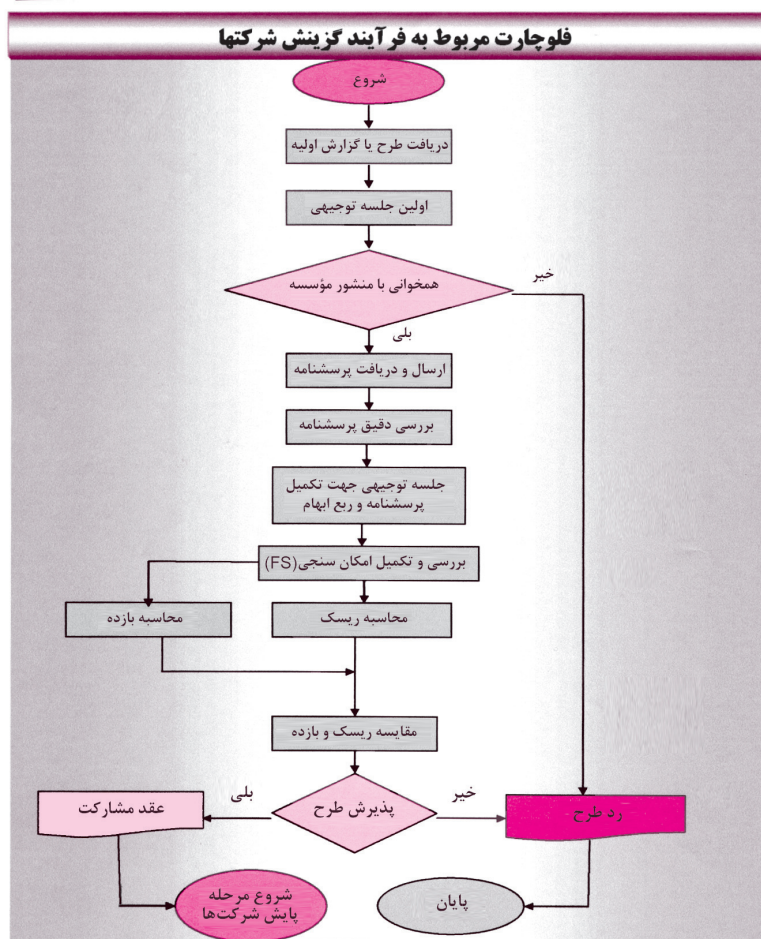 فلوچارت مربوط به فرآیند گزینش شرکتها
شروع
دریافت طرح یا گزارش اولیه
اولین جلسه توجیهی
همخوانی با منشور مؤسسه
خیر
بلی
ارسال و دریافت پرسشنامه
بررسی دقیق پرسشنامه
جلسه توجیهی جهت تکمیل
پرسشنامه و ربع ابهام
بررسی و تکمیل امکان سنجی(FS)
محاسبه ریسک
محاسبه بازده
مقایسه ریسک و بازده
پذیرش طرح
خیر
بلی
رد طرح
عقد مشارکت
پایان
شروع مرحله
پایش شرکت‌ها